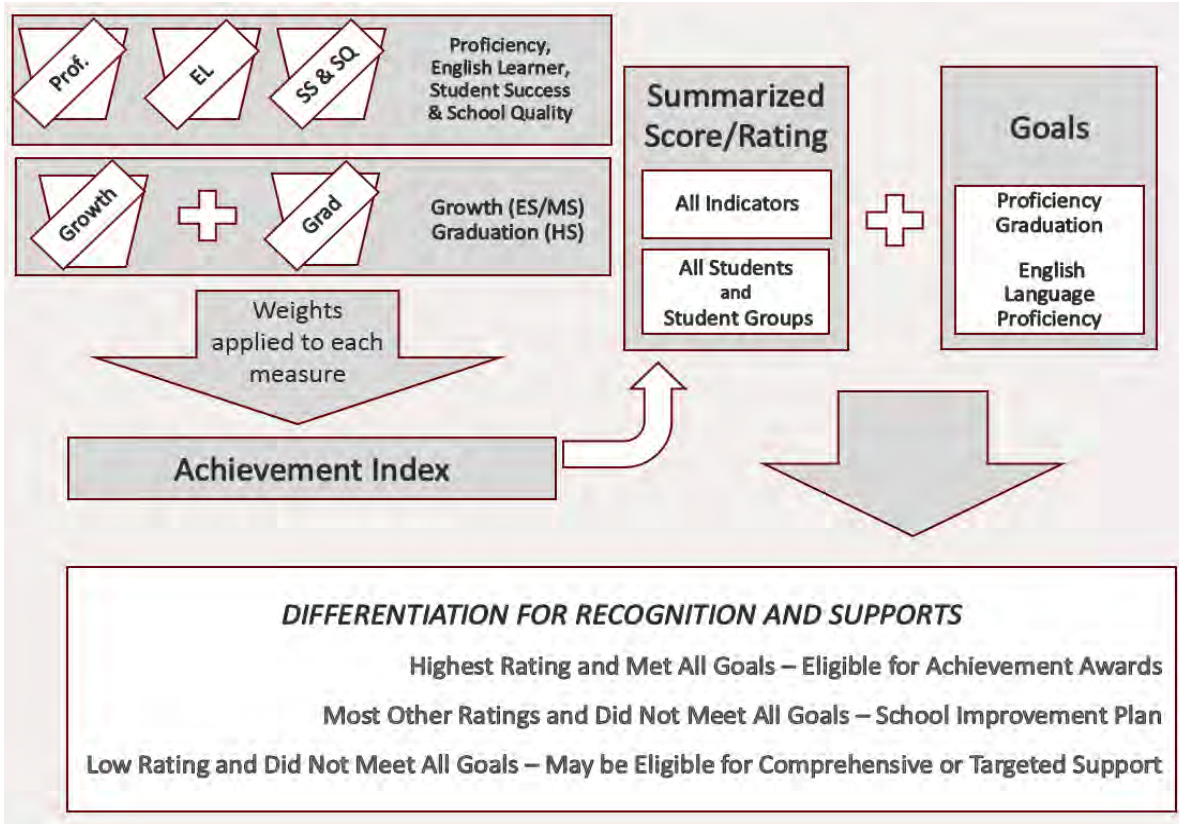 Prof.
EL
SS & SQ
Proficiency,
English Learner,
Student Success
& School Quality
Growth
Grad
Growth (ES/MS)
Graduation (HS)
Weights
applied to each
measure
Achievement Index
Summarized
Score/Rating
All Indicators
All Students
and
Student Groups
Goals
Proficiency
Graduation
English
Language
Proficiency
DIFFERENTIATION FOR RECOGNITION AND SUPPORTS
Highest Rating and Met All Goals – Eligible for Achievement Awards
Most Other Ratings and Did Not Meet All Goals – School Improvement Plan
Low Rating and Did Not Meet All Goals – May be Eligible for Comprehensive or Targeted Support